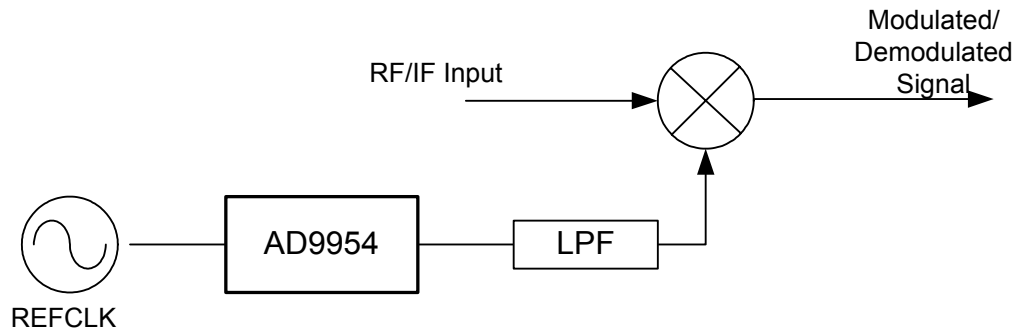 Modulated/
Demodulated
Signal
RF/IF Input
AD9954
LPF
REFCLK